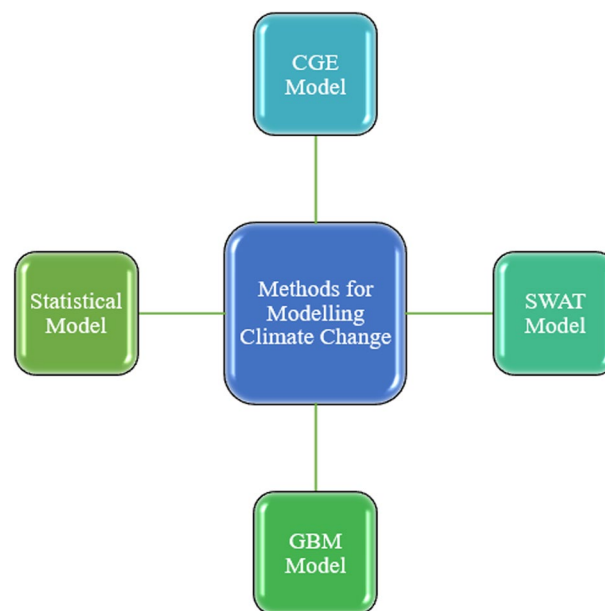 CGE
Model
Statistical
Model
Methods for
Modelling
Climate Change
SWAT
Model
GBM
Model